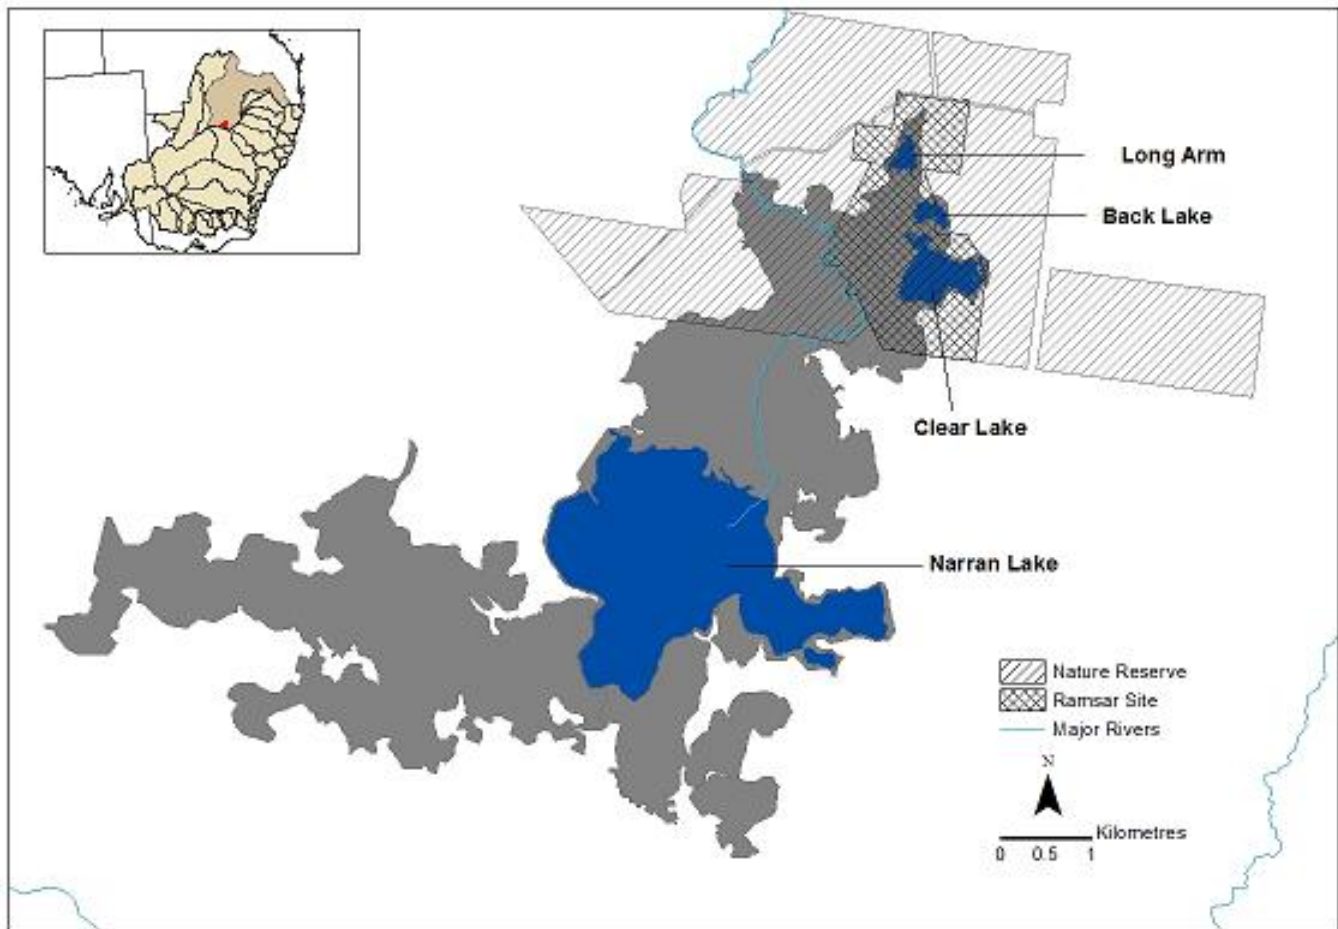 Long Arm
Back Lake
Clear Lake
Narran Lake
Nature Reserve
Ramsar Site
Major Rivers
N
Kilometres
0 0.5 1